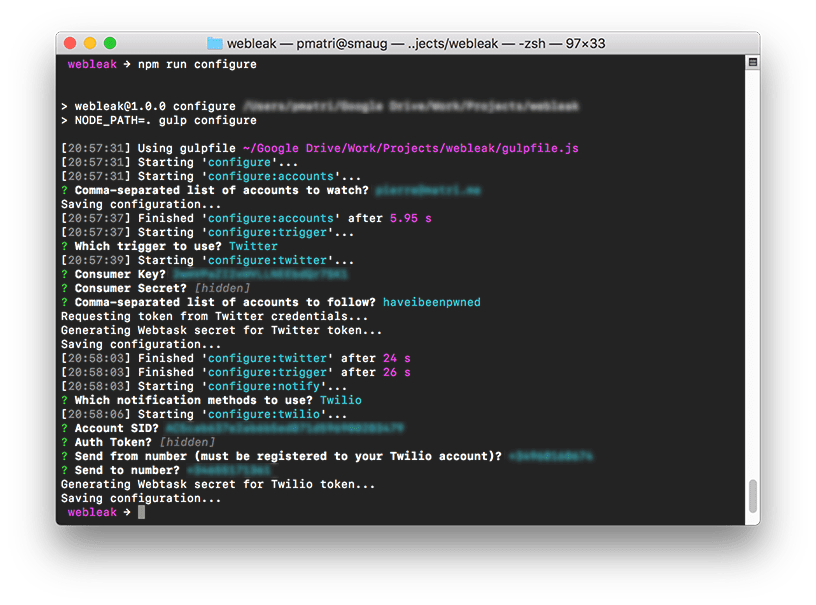 webleak — pmatri@smaug — ..jects/webleak — -zsh — 97×33
webleak → npm run configure
> webleak@1.0.0 configure
> NODE_PATH=. gulp configure
[20:57:31] Using gulpfile ~/Google Drive/Work/Projects/webleak/gulpfile.js
[20:57:31] Starting 'configure'...
[20:57:31] Starting 'configure:accounts'...
? Comma-separated list of accounts to watch?
Saving configuration...
[20:57:37] Finished 'configure:accounts' after 5.95 s
[20:57:37] Starting 'configure:trigger'...
? Which trigger to use? Twitter
[20:57:39] Starting 'configure:twitter'...
? Consumer Key?
? Consumer Secret? [hidden]
? Comma-separated list of accounts to follow? haveibeenpwned
Requesting token from Twitter credentials...
Generating Webtask secret for Twitter token...
Saving configuration...
[20:58:03] Finished 'configure:twitter' after 24 s
[20:58:03] Finished 'configure:trigger' after 26 s
[20:58:03] Starting 'configure:notify'...
? Which notification methods to use? Twilio
[20:58:06] Starting 'configure:twilio'...
? Account SID?
? Auth Token? [hidden]
? Send from number (must be registered to your Twilio account)?
? Send to number?
Generating Webtask secret for Twilio token...
Saving configuration...
webleak →